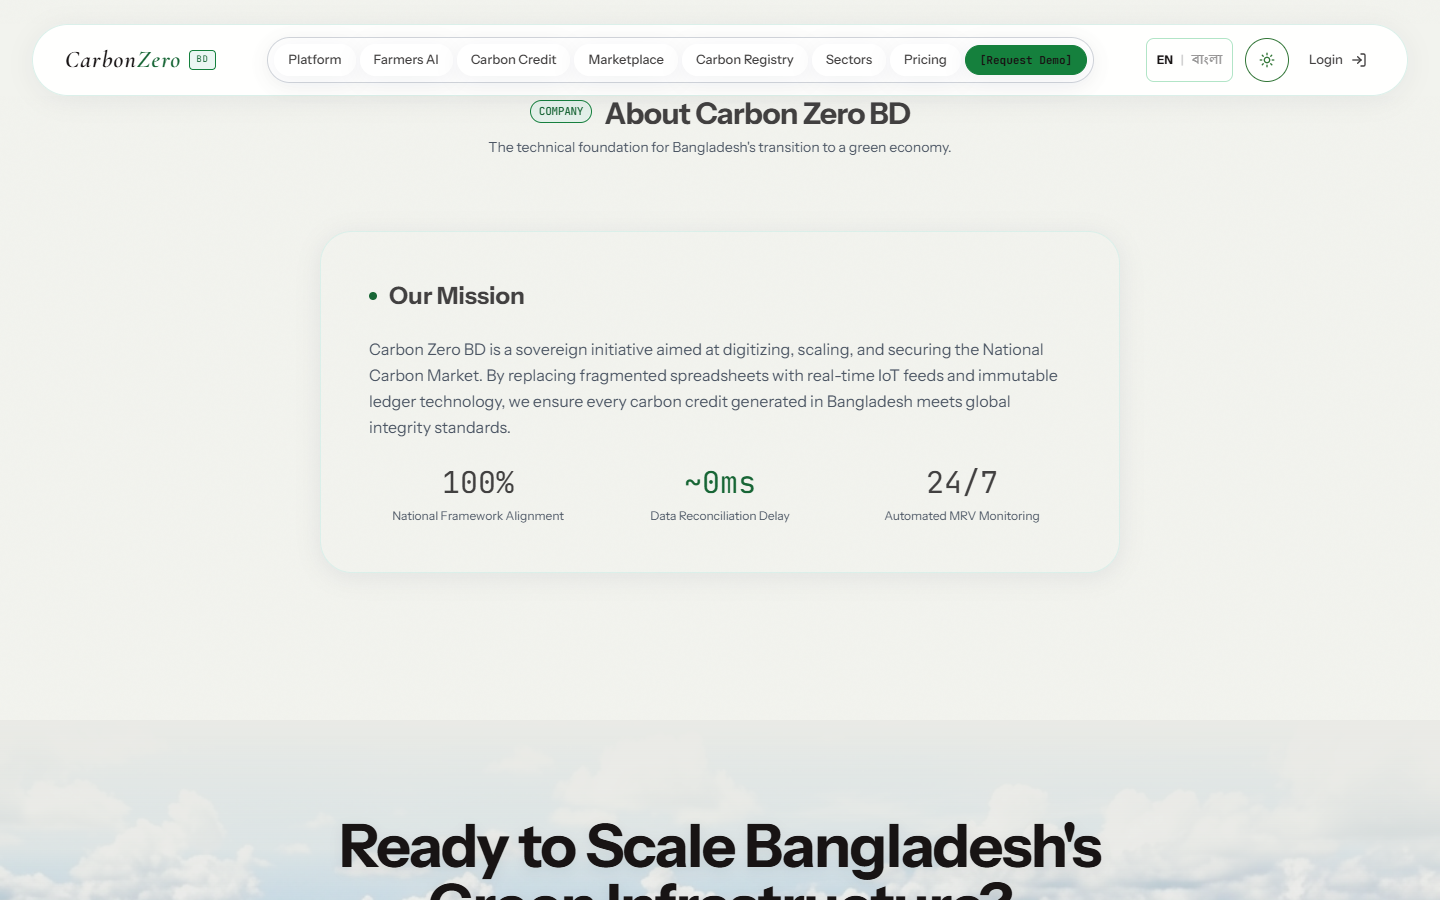 CarbonZero BD
Platform
Farmers AI
Carbon Credit
Marketplace
Carbon Registry
Sectors
Pricing
[Request Demo]
EN | বাংলা
Login
COMPANY
About Carbon Zero BD
The technical foundation for Bangladesh's transition to a green economy.
Our Mission
Carbon Zero BD is a sovereign initiative aimed at digitizing, scaling, and securing the National
Carbon Market. By replacing fragmented spreadsheets with real-time IoT feeds and immutable
ledger technology, we ensure every carbon credit generated in Bangladesh meets global
integrity standards.
100%
National Framework Alignment
~0ms
Data Reconciliation Delay
24/7
Automated MRV Monitoring
Ready to Scale Bangladesh's
Green Infrastructure?